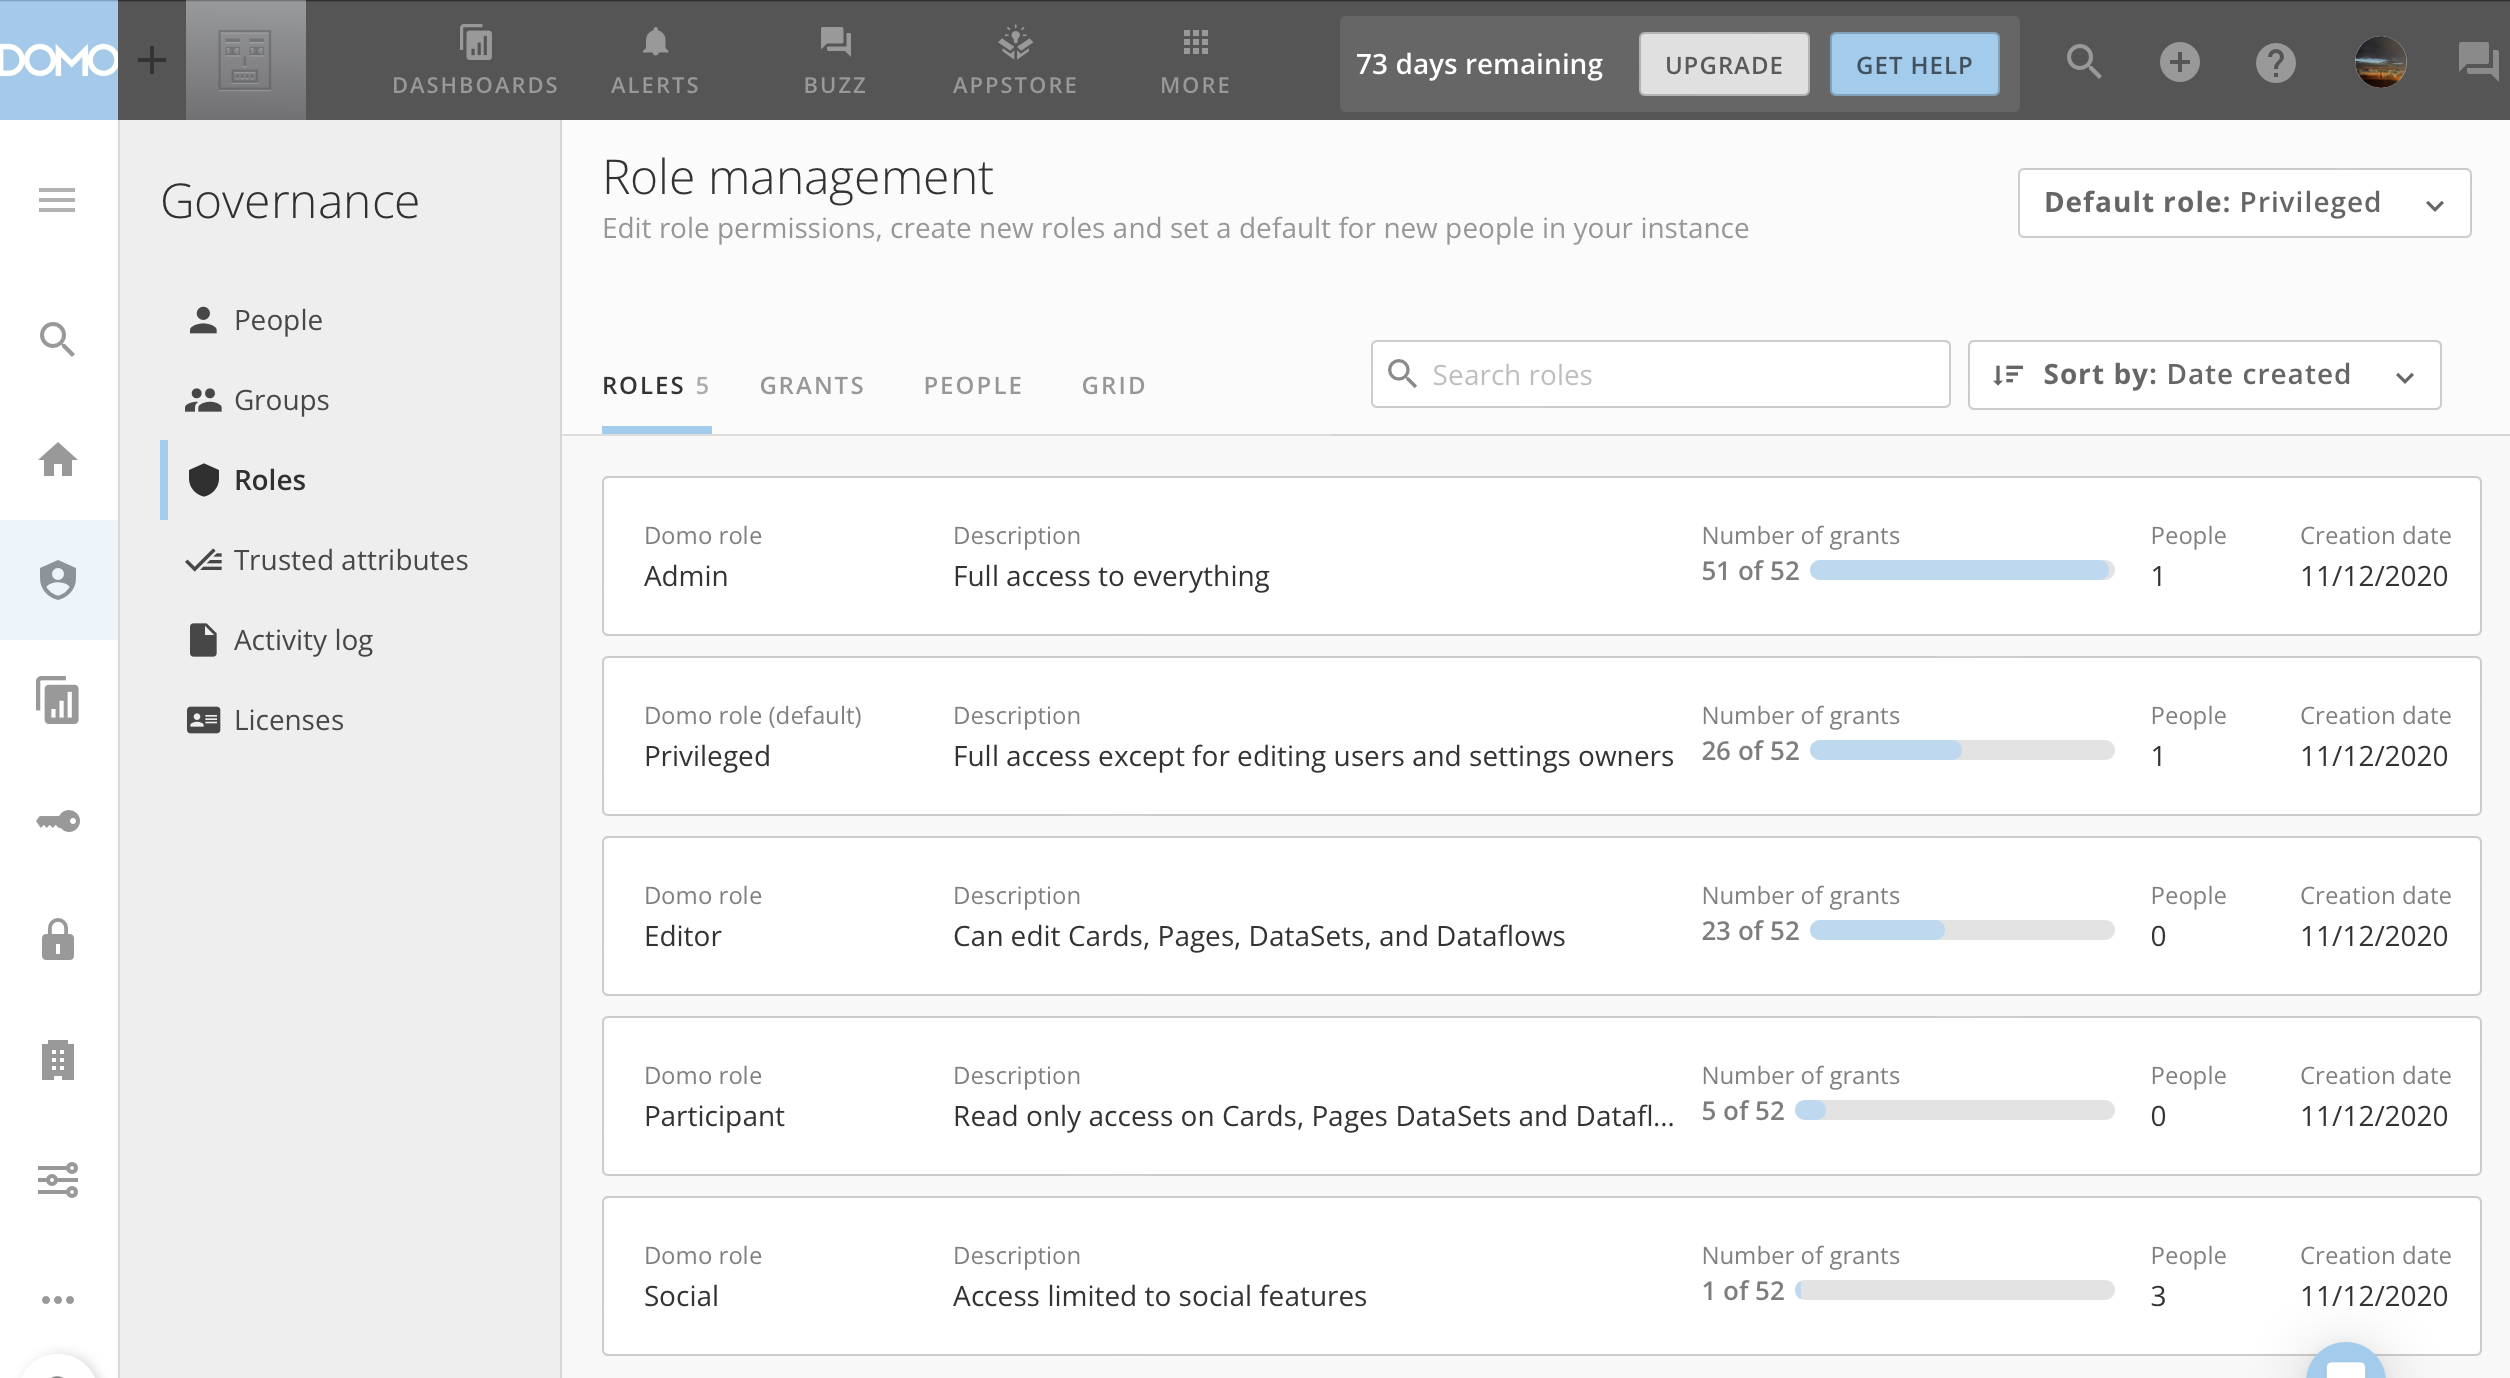 DOMO
DASHBOARDS
ALERTS
BUZZ
APPSTORE
MORE
73 days remaining
UPGRADE
GET HELP
Governance
People
Groups
Roles
Trusted attributes
Activity log
Licenses
Role management
Edit role permissions, create new roles and set a default for new people in your instance
Default role: Privileged
ROLES 5
GRANTS
PEOPLE
GRID
Search roles
Sort by: Date created
Domo role
Admin
Description
Full access to everything
Number of grants
51 of 52
People
1
Creation date
11/12/2020
Domo role (default)
Privileged
Description
Full access except for editing users and settings owners
Number of grants
26 of 52
People
1
Creation date
11/12/2020
Domo role
Editor
Description
Can edit Cards, Pages, DataSets, and Dataflows
Number of grants
23 of 52
People
0
Creation date
11/12/2020
Domo role
Participant
Description
Read only access on Cards, Pages DataSets and Datafl...
Number of grants
5 of 52
People
0
Creation date
11/12/2020
Domo role
Social
Description
Access limited to social features
Number of grants
1 of 52
People
3
Creation date
11/12/2020